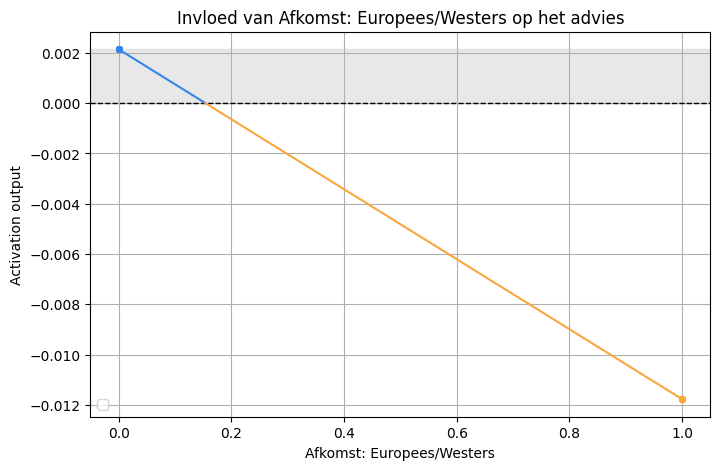 Invloed van Afkomst: Europees/Westers op het advies
Activation output
0.002
0.000
−0.002
−0.004
−0.006
−0.008
−0.010
−0.012
0.0 0.2 0.4 0.6 0.8 1.0
Afkomst: Europees/Westers